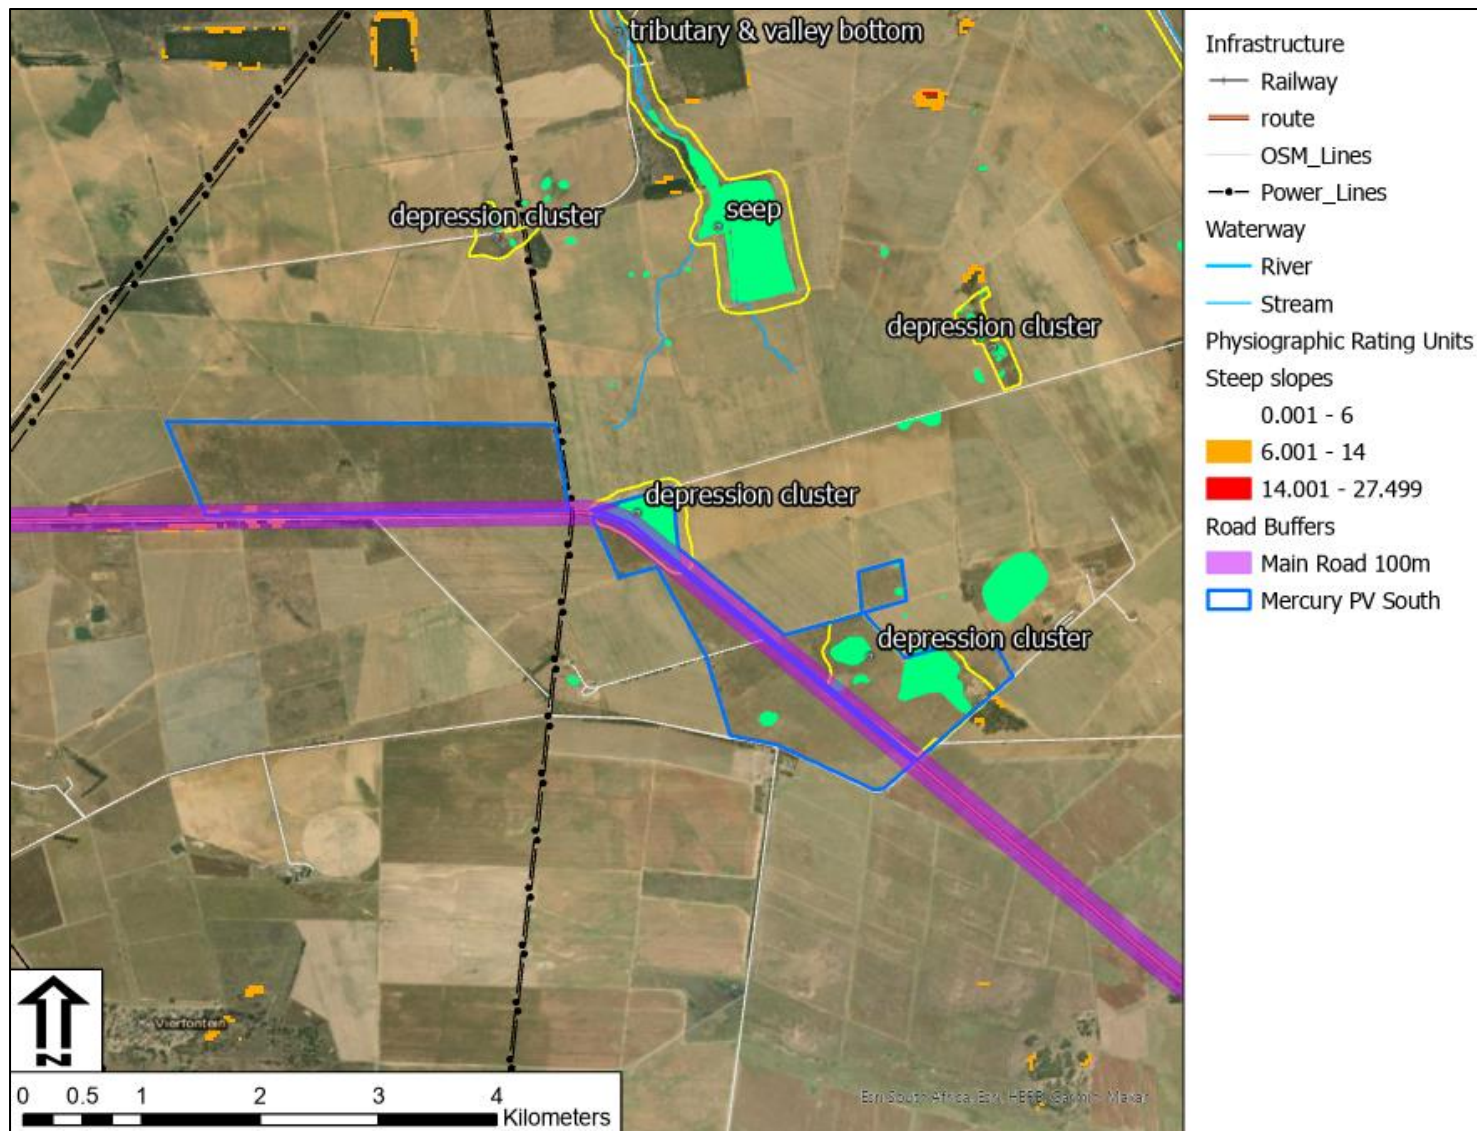 tributary & valley bottom
depression cluster
seep
depression cluster
depression cluster
depression cluster
Vierfontein
N
0 0.5 1 2 3 4
Kilometers
Esri South Africa, Esri, HERE, Garmin, Maxar
Infrastructure
Railway
route
OSM_Lines
Power_Lines
Waterway
River
Stream
Physiographic Rating Units
Steep slopes
0.001 - 6
6.001 - 14
14.001 - 27.499
Road Buffers
Main Road 100m
Mercury PV South